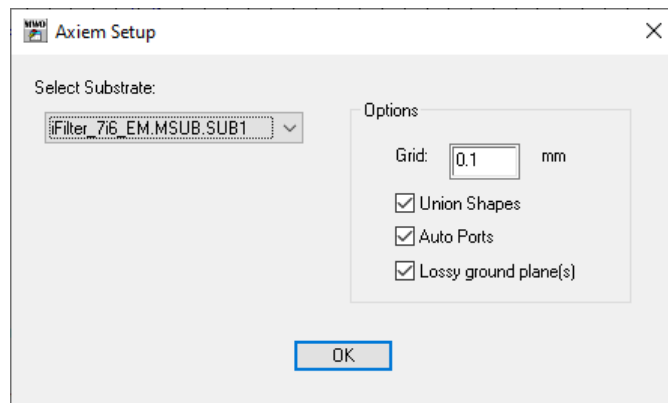 MWO
Axiem Setup
Select Substrate:
iFilter_7i6_EM.MSUB.SUB1
Options
Grid: 0.1 mm
Union Shapes
Auto Ports
Lossy ground plane(s)
OK